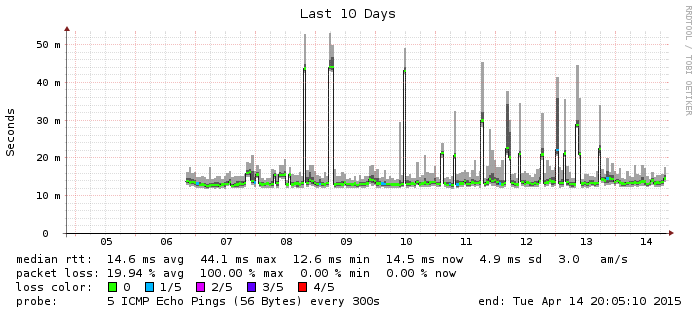 Last 10 Days
RRDTOOL / TOBI OETIKER
Seconds
50 m
40 m
30 m
20 m
10 m
0
05 06 07 08 09 10 11 12 13 14
median rtt: 14.6 ms avg 44.1 max 12.6 ms min 14.5 ms now 4.9 ms sd 3.0 am/s
packet loss: 19.94 % avg 100.00 % max 0.00 % min 0.00 % now
loss color: 0 1/5 2/5 3/5 4/5
probe: 5 ICMP Echo Pings (56 Bytes) every 300s end: Tue Apr 14 20:05:10 2015